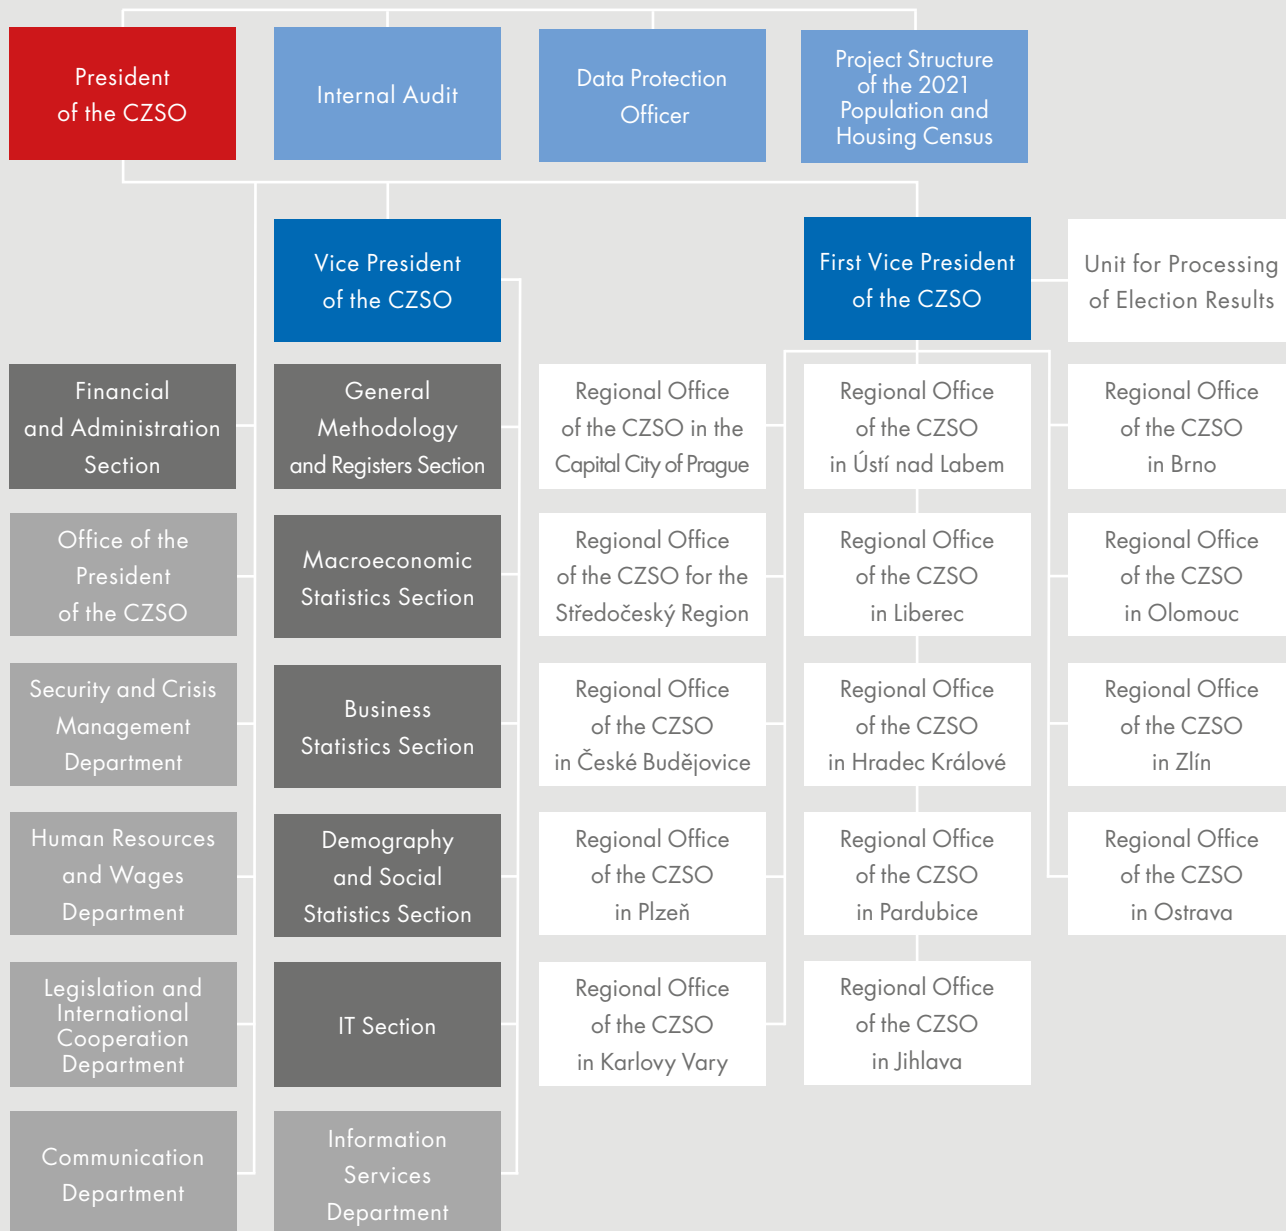 President
of the CZSO
Internal Audit
Data Protection
Officer
Project Structure
of the 2021
Population and
Housing Census
Vice President
of the CZSO
First Vice President
of the CZSO
Unit for Processing
of Election Results
Financial
and Administration
Section
General
Methodology
and Registers Section
Regional Office
of the CZSO in the
Capital City of Prague
Regional Office
of the CZSO
in Ústí nad Labem
Regional Office
of the CZSO
in Brno
Office of the
President
of the CZSO
Macroeconomic
Statistics Section
Regional Office
of the CZSO for the
Středočeský Region
Regional Office
of the CZSO
in Liberec
Regional Office
of the CZSO
in Olomouc
Security and Crisis
Management
Department
Business
Statistics Section
Regional Office
of the CZSO
in České Budějovice
Regional Office
of the CZSO
in Hradec Králové
Regional Office
of the CZSO
in Zlín
Human Resources
and Wages
Department
Demography
and Social
Statistics Section
Regional Office
of the CZSO
in Plzeň
Regional Office
of the CZSO
in Pardubice
Regional Office
of the CZSO
in Ostrava
Legislation and
International
Cooperation
Department
IT Section
Regional Office
of the CZSO
in Karlovy Vary
Regional Office
of the CZSO
in Jihlava
Communication
Department
Information
Services
Department